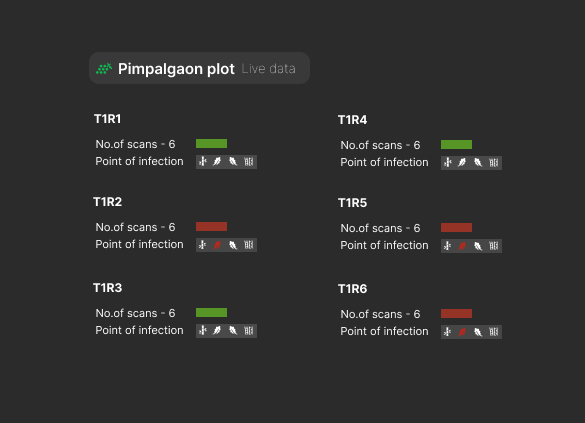 Pimpalgaon plot Live data
T1R1
No.of scans - 6
Point of infection
T1R2
No.of scans - 6
Point of infection
T1R3
No.of scans - 6
Point of infection
T1R4
No.of scans - 6
Point of infection
T1R5
No.of scans - 6
Point of infection
T1R6
No.of scans - 6
Point of infection